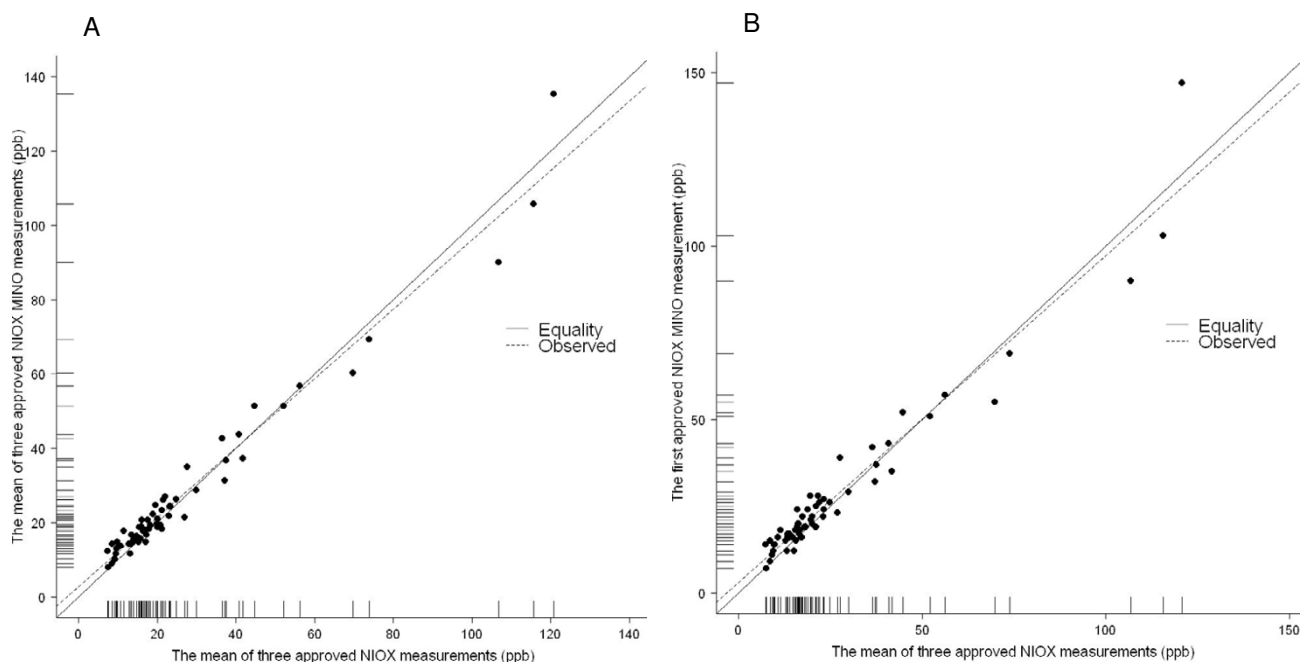 A
The mean of three approved NIOX MINO measurements (ppb)
140
120
100
80
60
40
20
0
Equality
Observed
0 20 40 60 80 100 120 140
The mean of three approved NIOX measurements (ppb)
B
The first approved NIOX MINO measurement (ppb)
150
100
50
0
Equality
Observed
0 50 100 150
The mean of three approved NIOX measurements (ppb)